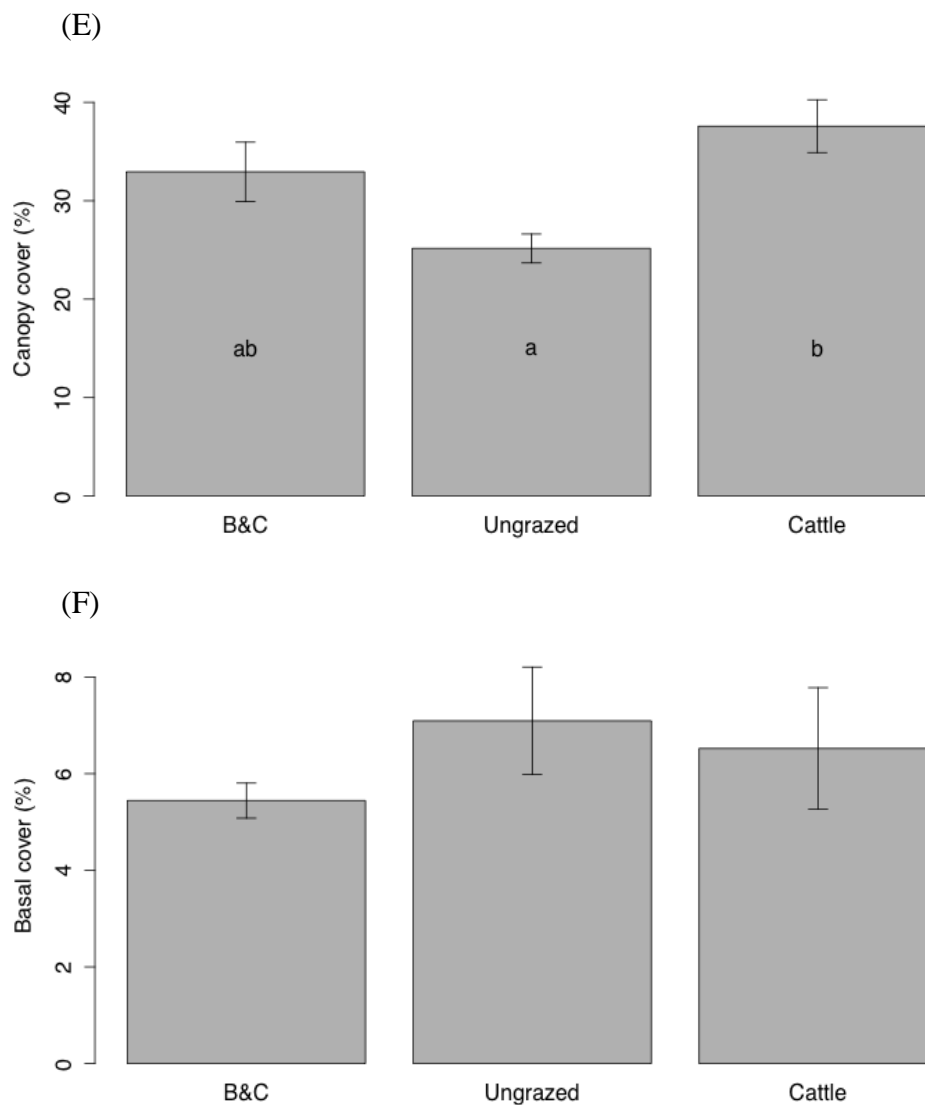 (E)
Canopy cover (%)
40
30
20
10
0
ab
a
b
B&C
Ungrazed
Cattle
(F)
Basal cover (%)
8
6
4
2
0
B&C
Ungrazed
Cattle